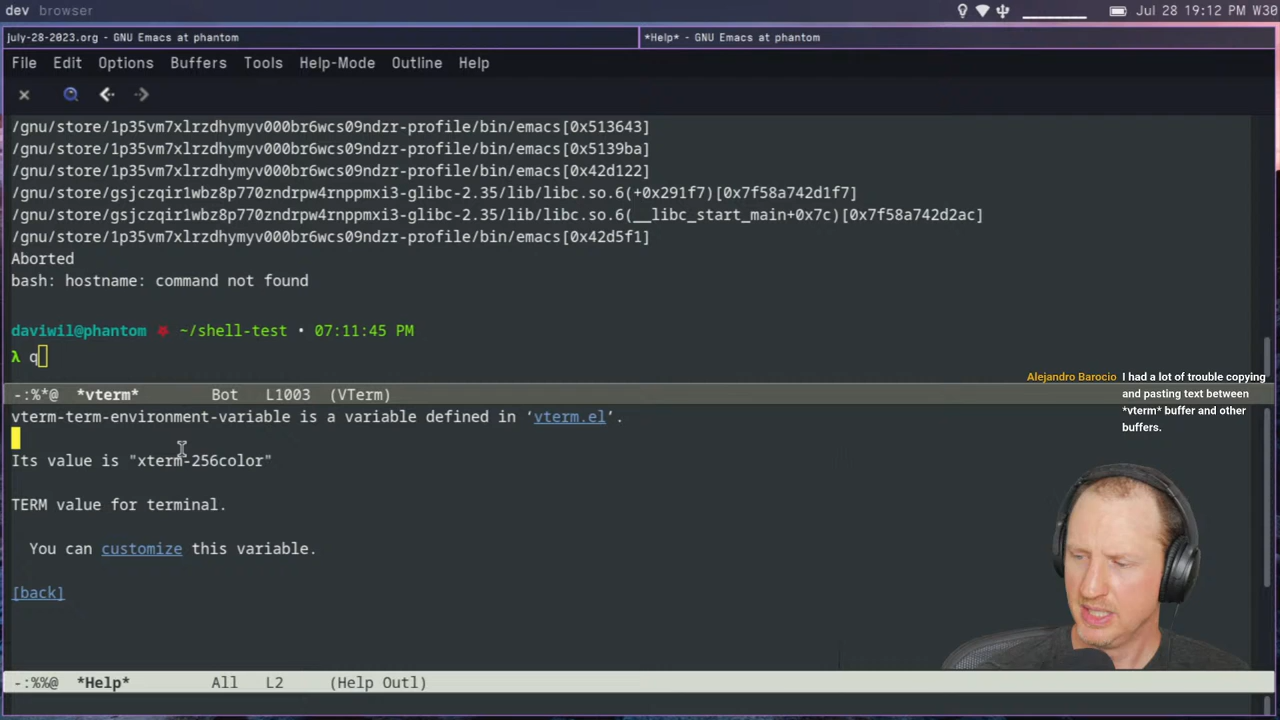 dev browser
Jul 28 19:12 PM W30
july-28-2023.org - GNU Emacs at phantom
*Help* - GNU Emacs at phantom
File Edit Options Buffers Tools Help-Mode Outline Help
/gnu/store/1p35vm7xlrzdhymyv000br6wcs09ndzr-profile/bin/emacs[0x513643]
/gnu/store/1p35vm7xlrzdhymyv000br6wcs09ndzr-profile/bin/emacs[0x5139ba]
/gnu/store/1p35vm7xlrzdhymyv000br6wcs09ndzr-profile/bin/emacs[0x42d122]
/gnu/store/gsjczqir1wbz8p770zndrpw4rnppmxi3-glibc-2.35/lib/libc.so.6(+0x291f7)[0x7f58a742d1f7]
/gnu/store/gsjczqir1wbz8p770zndrpw4rnppmxi3-glibc-2.35/lib/libc.so.6(__libc_start_main+0x7c)[0x7f58a742d2ac]
/gnu/store/1p35vm7xlrzdhymyv000br6wcs09ndzr-profile/bin/emacs[0x42d5f1]
Aborted
bash: hostname: command not found
daviwil@phantom ~/shell-test • 07:11:45 PM
λ q
-:%*@ *vterm* Bot L1003 (VTerm)
Alejandro Barocio I had a lot of trouble copying
and pasting text between
*vterm* buffer and other
buffers.
vterm-term-environment-variable is a variable defined in ‘vterm.el’.
Its value is "xterm-256color"
TERM value for terminal.
You can customize this variable.
[back]
-:%%@ *Help* All L2 (Help Outl)